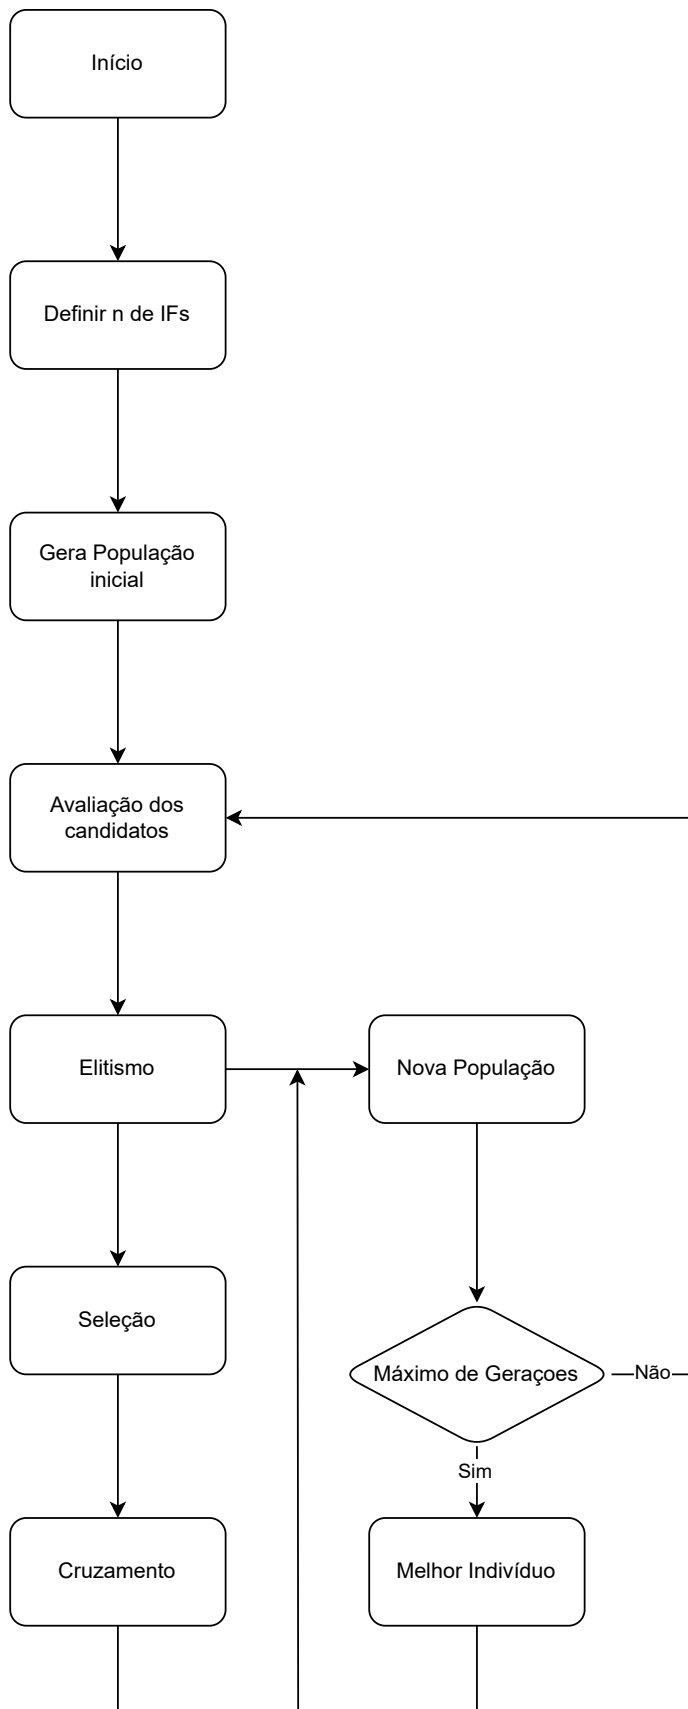 Início
Definir n de IFs
Gera População
inicial
Avaliação dos
candidatos
Elitismo
Nova População
Seleção
Máximo de Geraçoes
Não
Sim
Cruzamento
Melhor Indivíduo